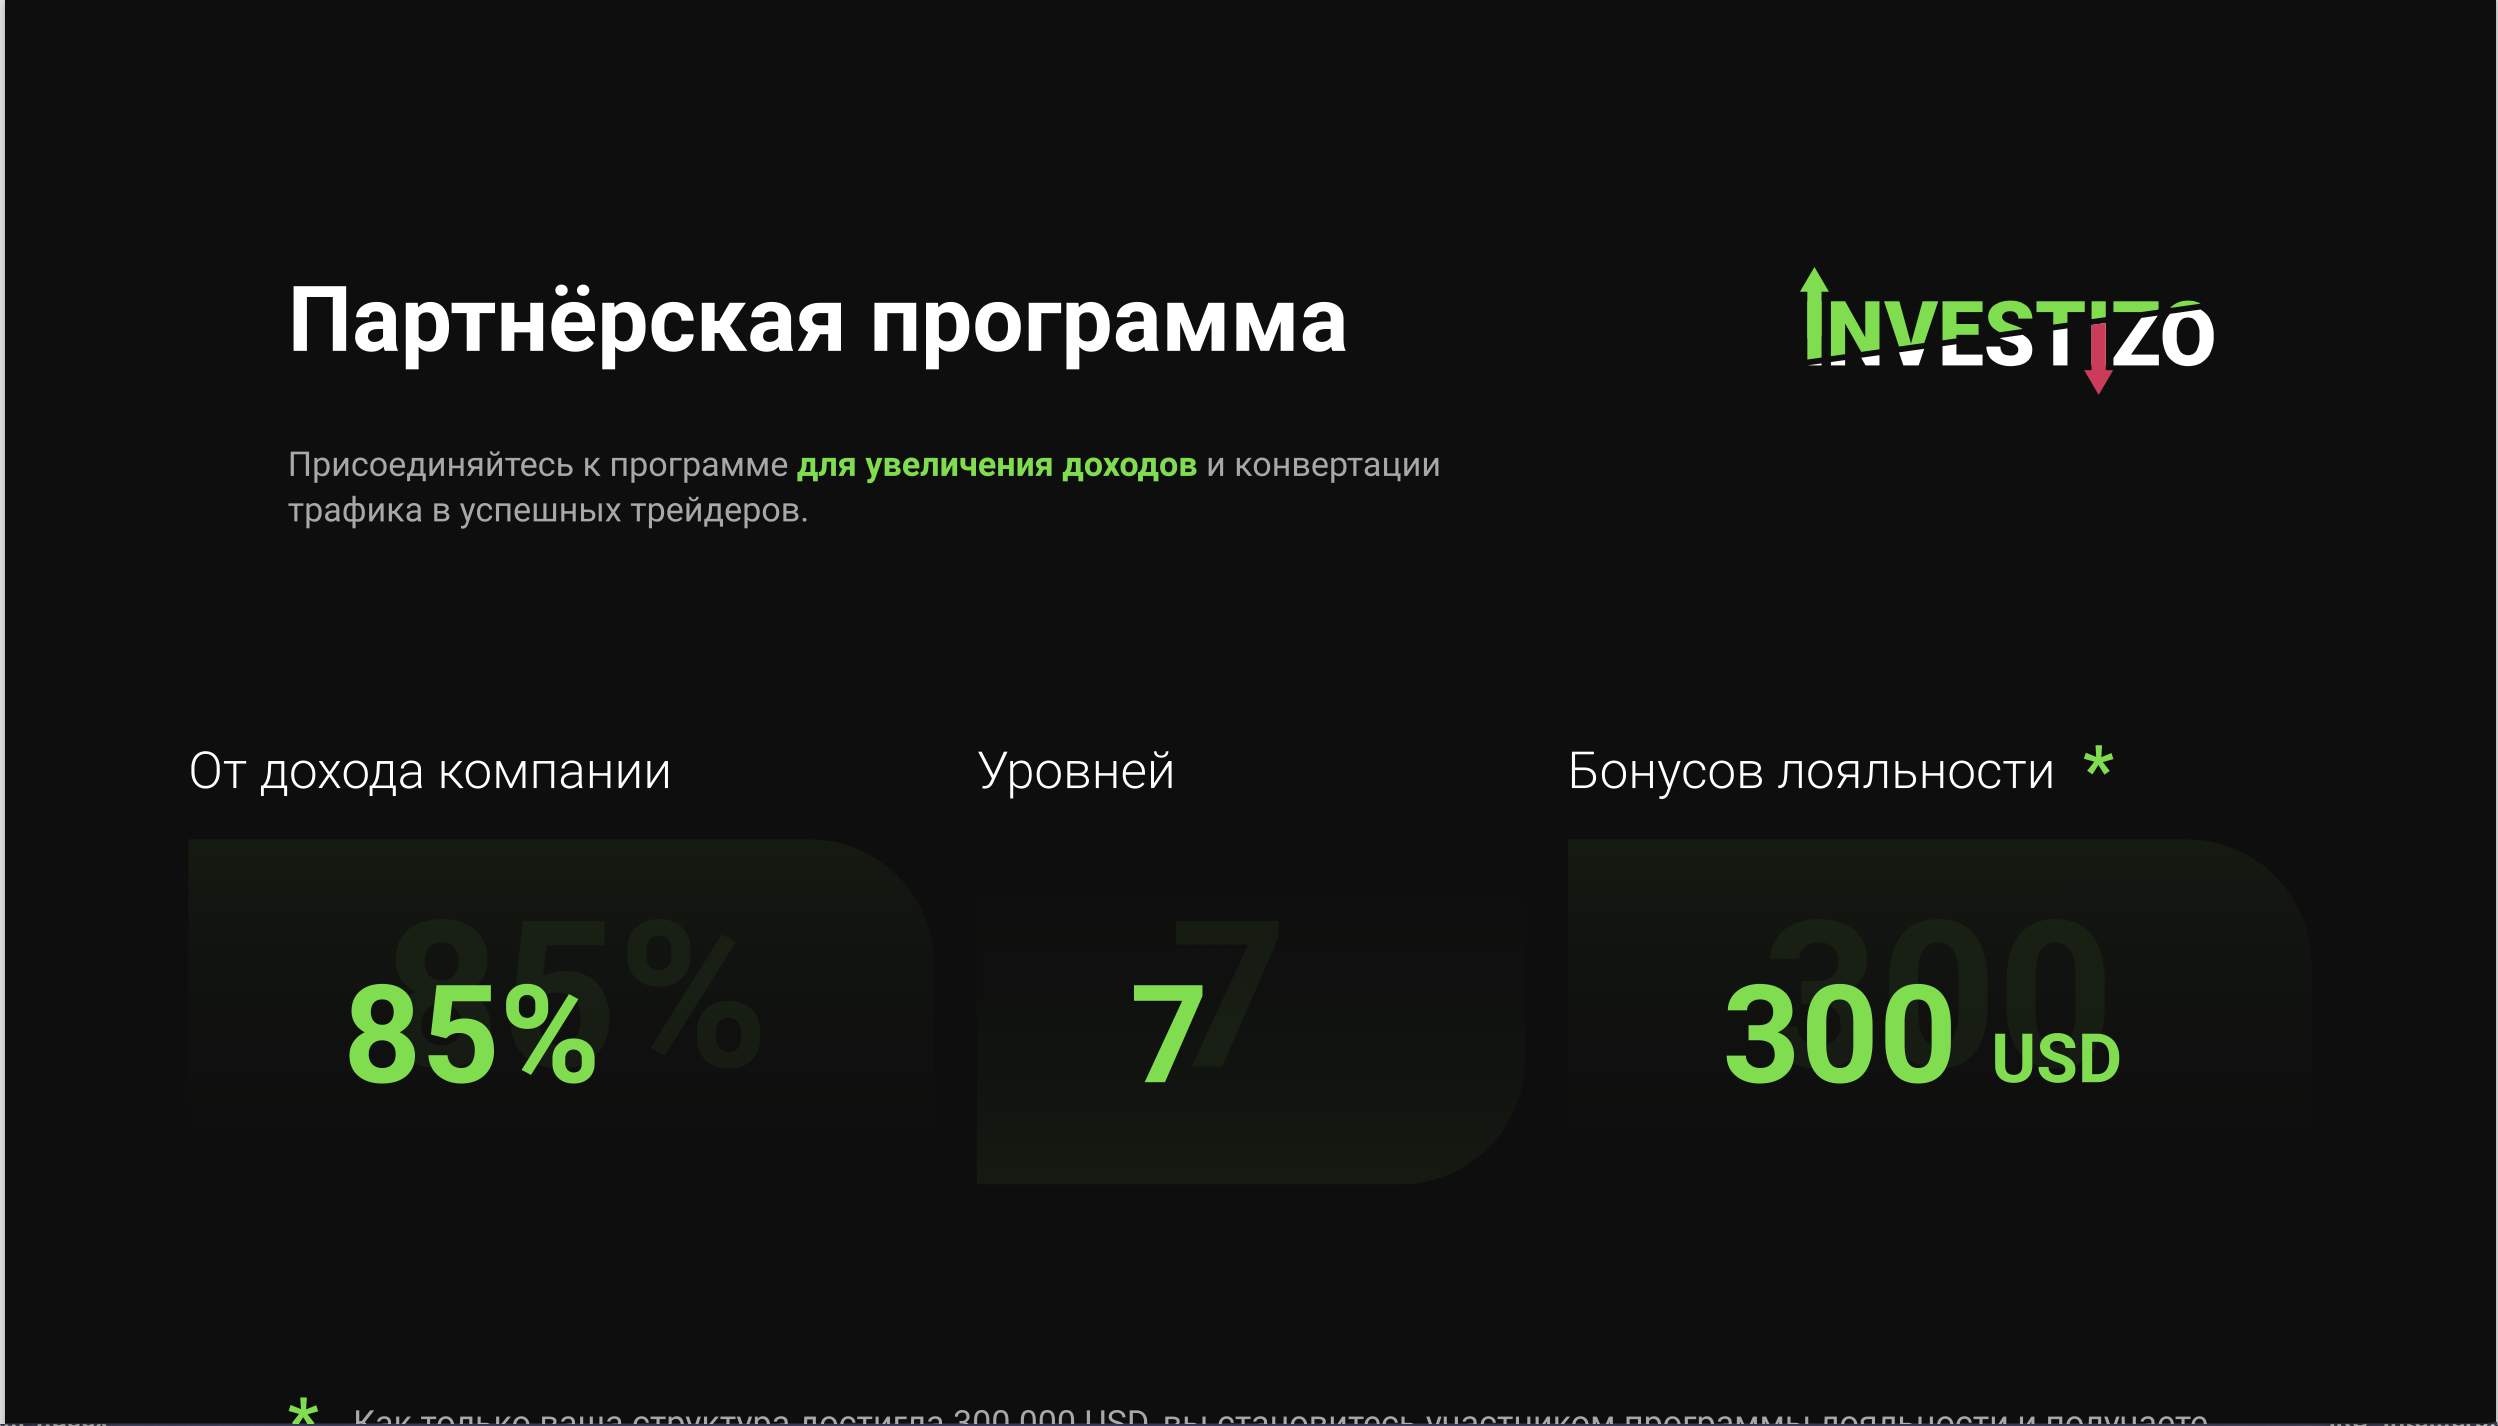 Партнёрская программа
INVESTIZO
Присоединяйтесь к программе для увеличения доходов и конвертации
трафика в успешных трейдеров.
От дохода компании
85%
Уровней
7
Бонусов лояльности *
300 USD
* Как только ваша структура достигла 300 000 000 USD, вы становитесь участником программы лояльности и получаете